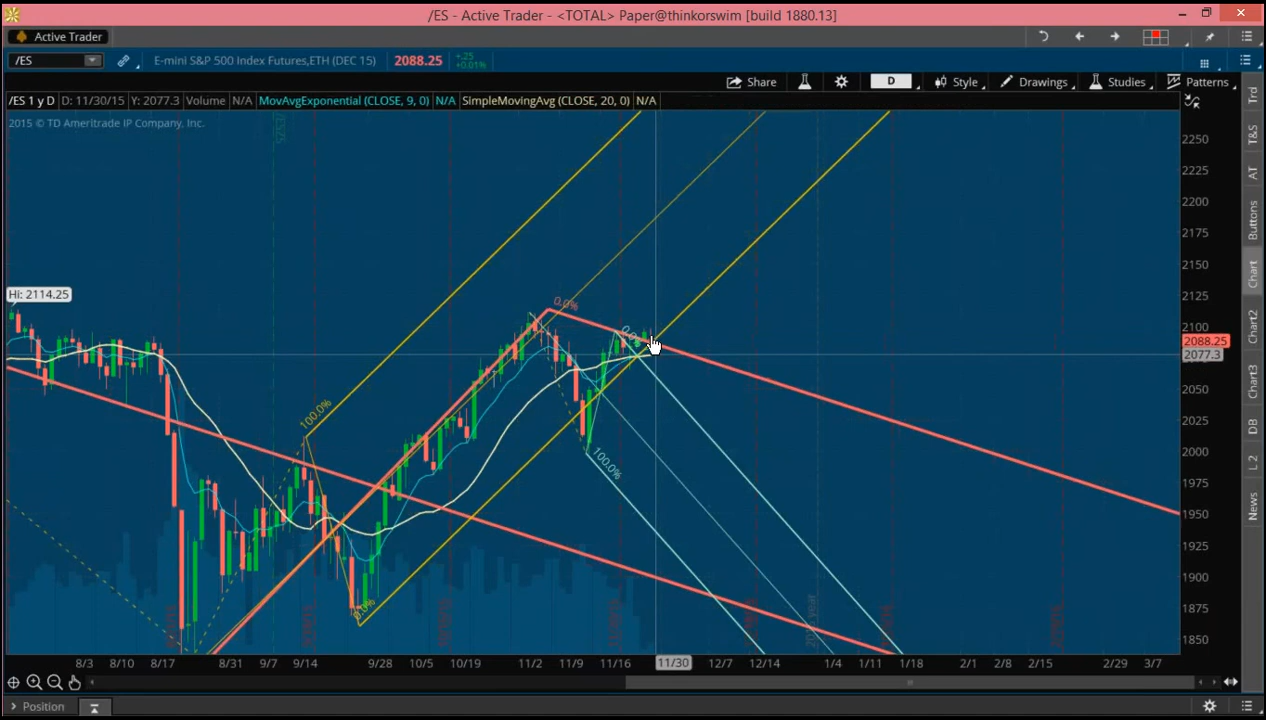 /ES - Active Trader - <TOTAL> Paper@thinkorswim [build 1880.13]
Active Trader
/ES E-mini S&P 500 Index Futures,ETH (DEC 15) 2088.25 +.25 +0.01%
Share D Style Drawings Studies Patterns
/ES 1 y D D: 11/30/15 Y: 2077.3 Volume N/A MovAvgExponential (CLOSE, 9, 0) N/A SimpleMovingAvg (CLOSE, 20, 0) N/A
2015 © TD Ameritrade IP Company, Inc.
Hi: 2114.25
0.0%
100.0%
100.0%
0.0%
2250
2225
2200
2175
2150
2125
2100
2088.25
2077.3
2050
2025
2000
1975
1950
1925
1900
1875
1850
Trd
T&S
AT
Buttons
Chart
Chart2
Chart3
DB
L 2
News
8/3 8/10 8/17 8/31 9/7 9/14 9/28 10/5 10/19 11/2 11/9 11/16 11/30 12/7 12/14 1/4 1/11 1/18 2/1 2/8 2/15 2/29 3/7
Position